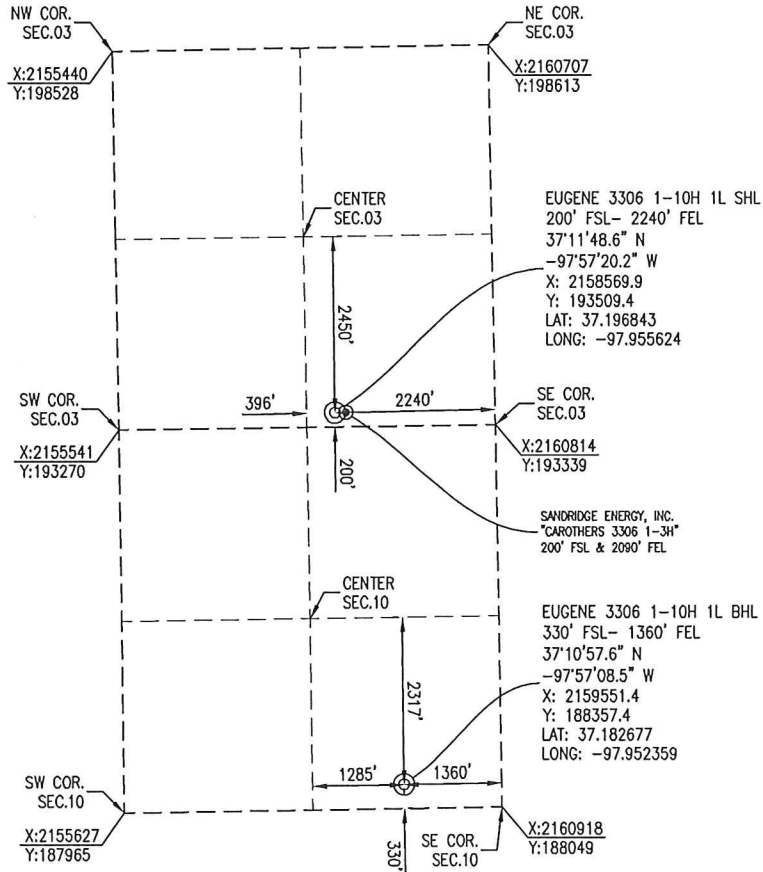 NW COR.
SEC.03
NE COR.
SEC.03
X:2155440
Y:198528
X:2160707
Y:198613
CENTER
SEC.03
EUGENE 3306 1-10H 1L SHL
200' FSL- 2240' FEL
37°11'48.6" N
-97°57'20.2" W
X: 2158569.9
Y: 193509.4
LAT: 37.196843
LONG: -97.955624
2450'
SW COR.
SEC.03
396'
2240'
SE COR.
SEC.03
X:2155541
Y:193270
X:2160814
Y:193339
200'
SANDRIDGE ENERGY, INC.
"CAROTHERS 3306 1-3H"
200' FSL & 2090' FEL
CENTER
SEC.10
EUGENE 3306 1-10H 1L BHL
330' FSL- 1360' FEL
37°10'57.6" N
-97°57'08.5" W
X: 2159551.4
Y: 188357.4
LAT: 37.182677
LONG: -97.952359
2317'
1285'
1360'
SW COR.
SEC.10
X:2155627
Y:187965
330'
SE COR.
SEC.10
X:2160918
Y:188049